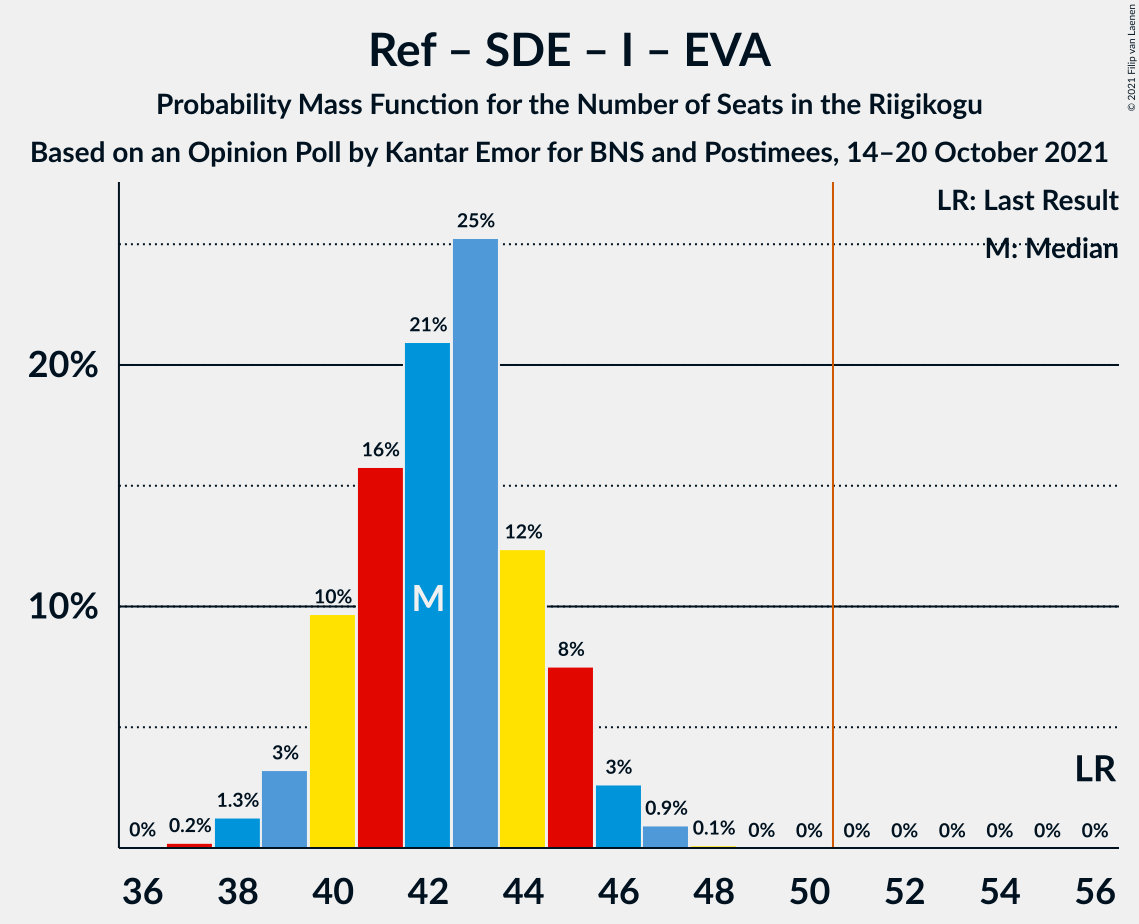 © 2021 Filip van Laenen
Ref – SDE – I – EVA
Probability Mass Function for the Number of Seats in the Riigikogu
Based on an Opinion Poll by Kantar Emor for BNS and Postimees, 14–20 October 2021
LR: Last Result
M: Median
25%
21%
20%
16%
12%
10%
10%
M
8%
3%
3%
LR
1.3%
0.9%
0% 0.2% 0.1% 0% 0% 0% 0% 0% 0% 0% 0%
36 38 40 42 44 46 48 50 52 54 56